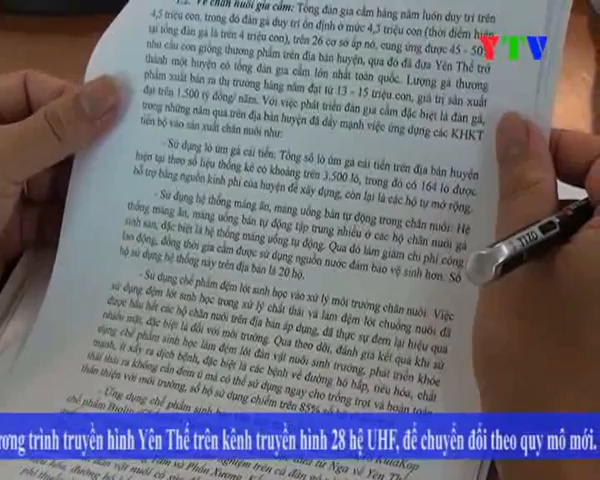 1.2. Về chăn nuôi gia cầm: Tổng đàn gia cầm hàng năm luôn duy trì trên
4,5 triệu con, trong đó đàn gà duy trì ổn định ở mức 4,3 triệu con (thời điểm hiện
tại tổng đàn gà là trên 4 triệu con), trên 26 cơ sở ấp nở, cung ứng được 45 - 50%
nhu cầu con giống thương phẩm trên địa bàn huyện, qua đó đã đưa Yên Thế trở
thành một huyện có tổng đàn gia cầm lớn nhất toàn quốc. Lượng gà thương
phẩm xuất bán ra thị trường hàng năm đạt từ 13 - 15 triệu con, giá trị sản xuất
đạt trên 1.500 tỷ đồng/ năm. Với việc phát triển đàn gia cầm đặc biệt là đàn gà,
trong những năm qua trên địa bàn huyện đã đẩy mạnh việc ứng dụng các KHKT
tiến bộ vào sản xuất chăn nuôi như:
- Sử dụng lò úm gà cải tiến: Tổng số lò úm gà cải tiến trên địa bàn huyện
hiện tại theo số liệu thống kê có khoảng trên 3.500 lò, trong đó có 164 lò được
hỗ trợ bằng nguồn kinh phí của huyện để xây dựng, còn lại là các hộ tự mở rộng.
- Sử dụng hệ thống máng ăn, máng uống bán tự động trong chăn nuôi: Hệ
thống máng ăn, máng uống bán tự động tập trung nhiều ở các hộ chăn nuôi gà
sinh sản, đặc biệt là hệ thống máng uống tự động. Qua đó làm giảm chi phí công
lao động, đồng thời gia cầm được sử dụng nguồn nước đảm bảo vệ sinh hơn. Số
hộ sử dụng hệ thống này trên địa bàn là 20 hộ.
- Sử dụng chế phẩm đệm lót sinh học vào xử lý môi trường chăn nuôi. Việc
sử dụng đệm lót sinh học trong xử lý chất thải và làm đệm lót chuồng nuôi đã
được hầu hết các hộ chăn nuôi trên địa bàn áp dụng, đã thực sự đem lại hiệu quả
nhiều mặt, đặc biệt là đối với môi trường. Qua theo dõi, đánh giá kết quả khi sử
dụng chế phẩm sinh học làm đệm lót đàn vật nuôi sinh trưởng, phát triển khỏe
mạnh, ít xẩy ra dịch bệnh, đặc biệt là các bệnh về đường hô hấp, tiêu hóa, chất
thải thải ra không cần đem ủ mà có thể sử dụng ngay cho trồng trọt và hoàn toàn
thân thiện với môi trường, số hộ sử dụng chiếm trên 85% số hộ
- Ứng dụng chế phẩm sinh học
chế phẩm
YTV
TIZO
ương trình truyền hình Yên Thế trên kênh truyền hình 28 hệ UHF, để chuyển đổi theo quy mô mới.